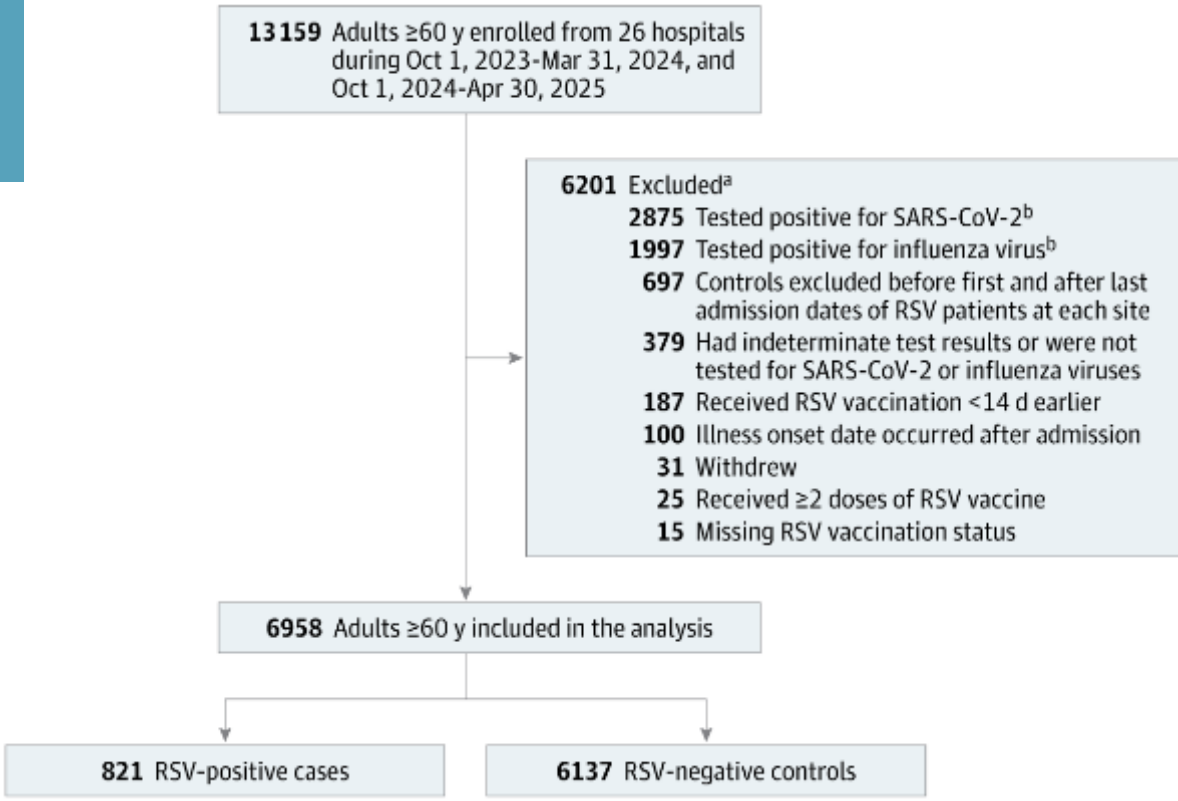 13 159 Adults ≥60 y enrolled from 26 hospitals
during Oct 1, 2023-Mar 31, 2024, and
Oct 1, 2024-Apr 30, 2025
6201 Excludedᵃ
2875 Tested positive for SARS-CoV-2ᵇ
1997 Tested positive for influenza virusᵇ
697 Controls excluded before first and after last
admission dates of RSV patients at each site
379 Had indeterminate test results or were not
tested for SARS-CoV-2 or influenza viruses
187 Received RSV vaccination <14 d earlier
100 Illness onset date occurred after admission
31 Withdrew
25 Received ≥2 doses of RSV vaccine
15 Missing RSV vaccination status
6958 Adults ≥60 y included in the analysis
821 RSV-positive cases
6137 RSV-negative controls